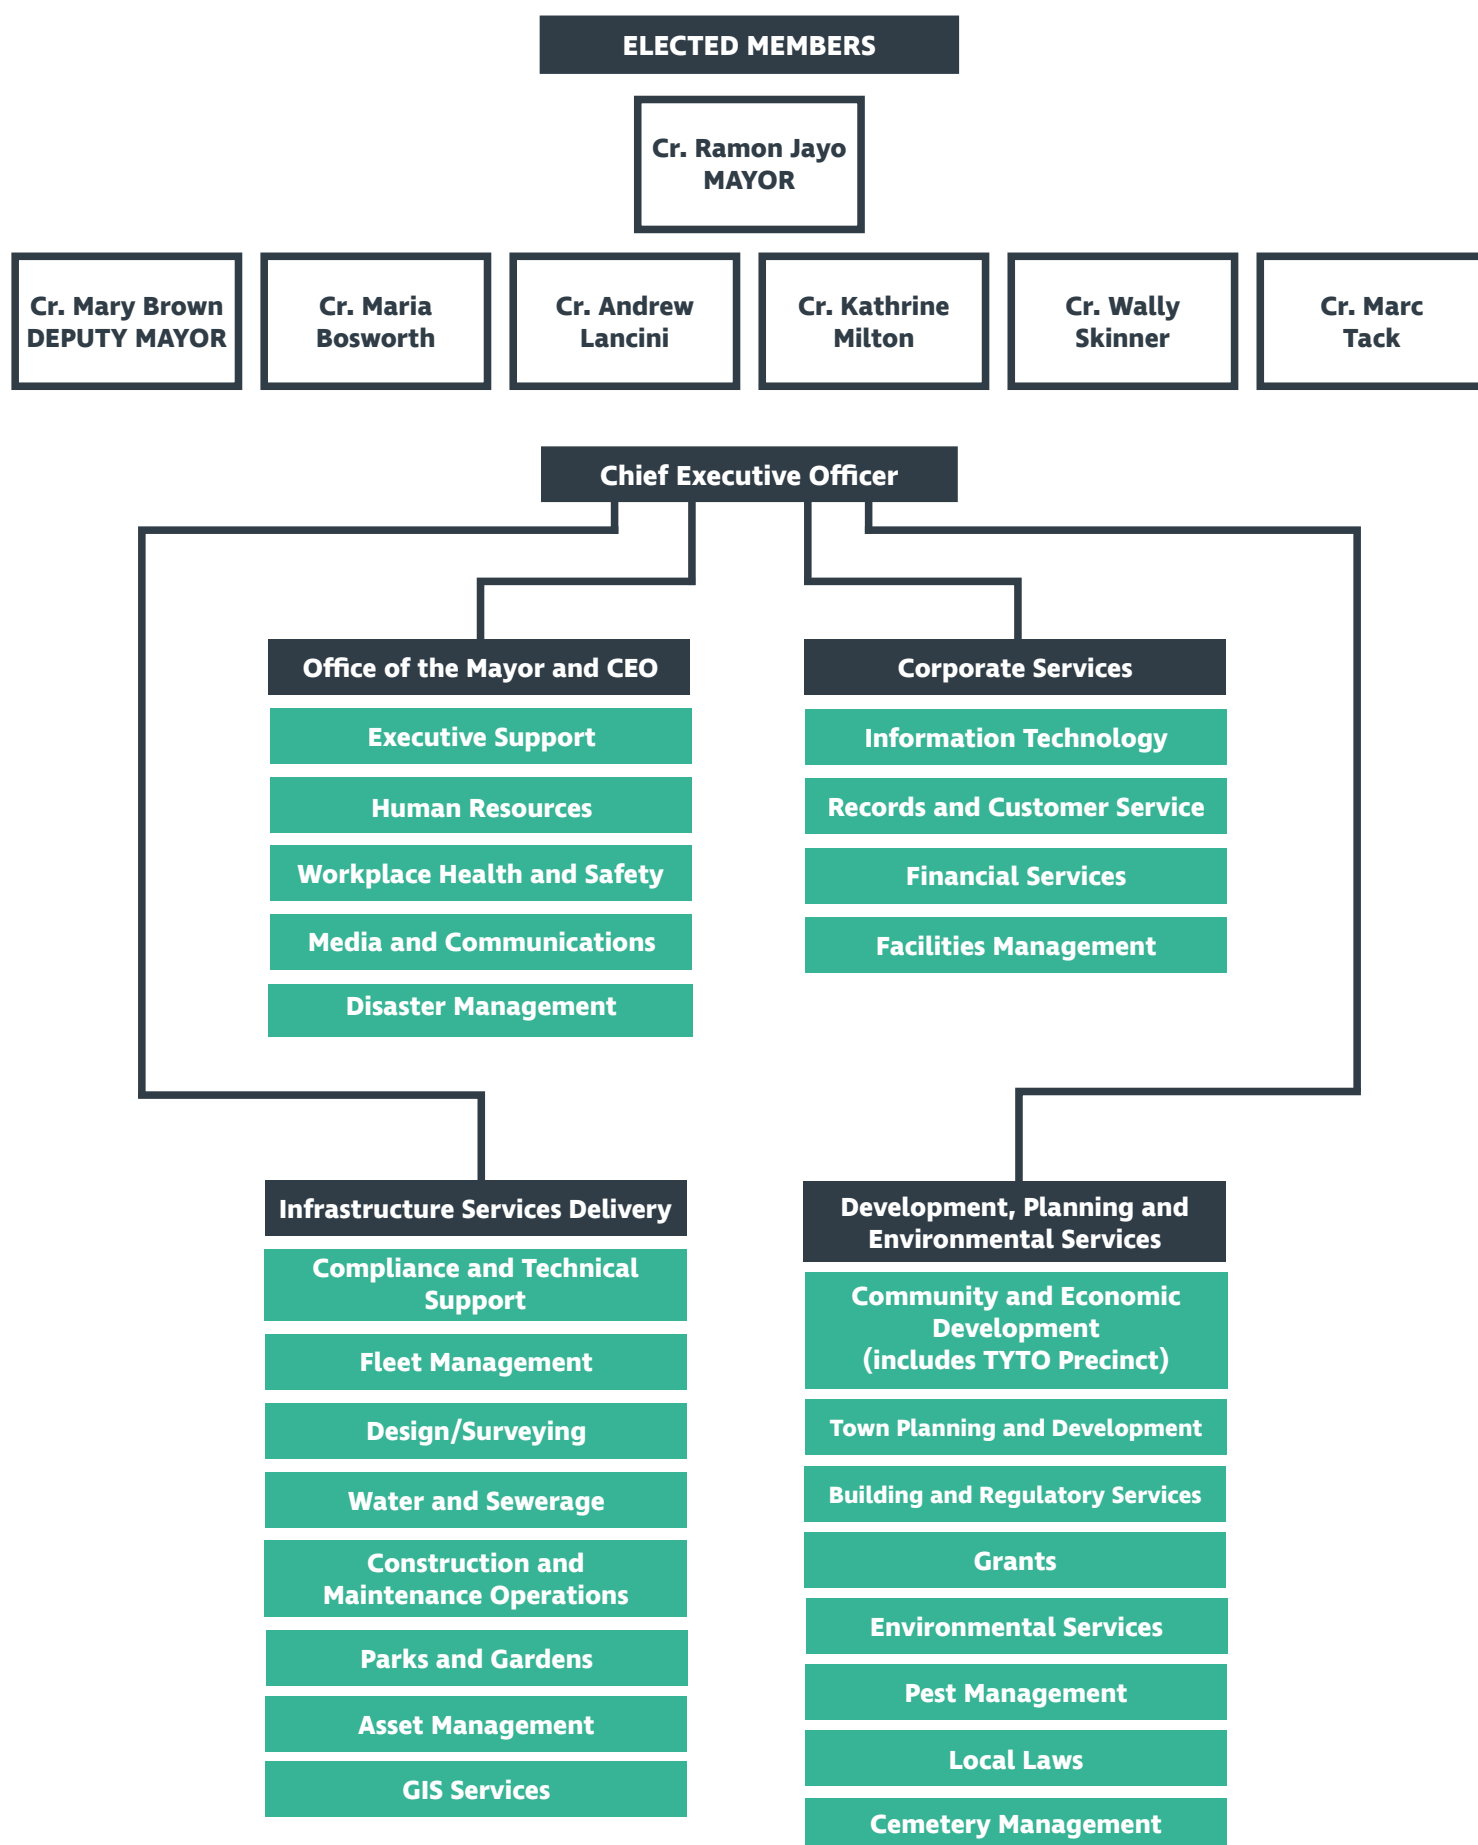 ELECTED MEMBERS
Cr. Ramon Jayo
MAYOR
Cr. Mary Brown
DEPUTY MAYOR
Cr. Maria
Bosworth
Cr. Andrew
Lancini
Cr. Kathrine
Milton
Cr. Wally
Skinner
Cr. Marc
Tack
Chief Executive Officer
Office of the Mayor and CEO
Executive Support
Human Resources
Workplace Health and Safety
Media and Communications
Disaster Management
Corporate Services
Information Technology
Records and Customer Service
Financial Services
Facilities Management
Infrastructure Services Delivery
Compliance and Technical
Support
Fleet Management
Design/Surveying
Water and Sewerage
Construction and
Maintenance Operations
Parks and Gardens
Asset Management
GIS Services
Development, Planning and
Environmental Services
Community and Economic
Development
(includes TYTO Precinct)
Town Planning and Development
Building and Regulatory Services
Grants
Environmental Services
Pest Management
Local Laws
Cemetery Management